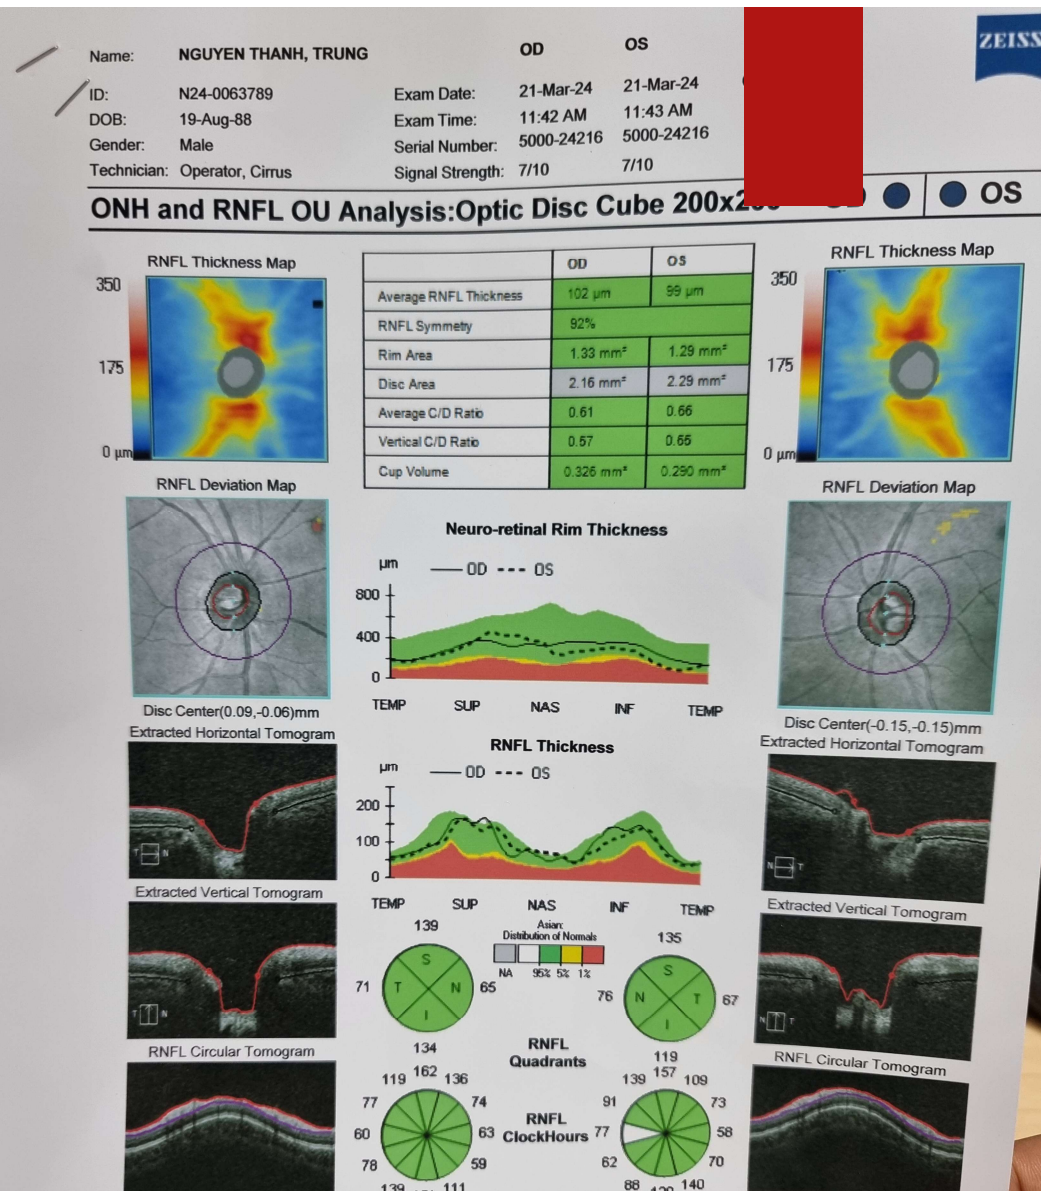 ZEISS
OD OS
Name: NGUYEN THANH, TRUNG
ID: N24-0063789 Exam Date: 21-Mar-24 21-Mar-24
DOB: 19-Aug-88 Exam Time: 11:42 AM 11:43 AM
Gender: Male Serial Number: 5000-24216 5000-24216
Technician: Operator, Cirrus Signal Strength: 7/10 7/10
ONH and RNFL OU Analysis:Optic Disc Cube OS
RNFL Thickness Map
350
175
0 µm
OD OS
Average RNFL Thickness 102 µm 99 µm
RNFL Symmetry 92%
Rim Area 1.33 mm² 1.29 mm²
Disc Area 2.16 mm² 2.29 mm²
Average C/D Ratio 0.61 0.66
Vertical C/D Ratio 0.57 0.65
Cup Volume 0.326 mm³ 0.290 mm³
RNFL Thickness Map
350
175
0 µm
RNFL Deviation Map
Disc Center(0.09,-0.06)mm
Neuro-retinal Rim Thickness
µm OD OS
800
400
0
TEMP SUP NAS INF TEMP
RNFL Deviation Map
Disc Center(-0.15,-0.15)mm
Extracted Horizontal Tomogram
T N
RNFL Thickness
µm OD OS
200
100
0
TEMP SUP NAS INF TEMP
Extracted Horizontal Tomogram
N T
Extracted Vertical Tomogram
T N
Asian:
Distribution of Normals
NA 95% 5% 1%
Extracted Vertical Tomogram
N T
139
S
71 T N 65
I
134
135
S
76 N T 67
I
119
RNFL
Quadrants
RNFL Circular Tomogram
162
119 136
77 74
60 63
78 59
139 111
RNFL
ClockHours
157
139 109
91 73
77 58
62 70
88 140
RNFL Circular Tomogram